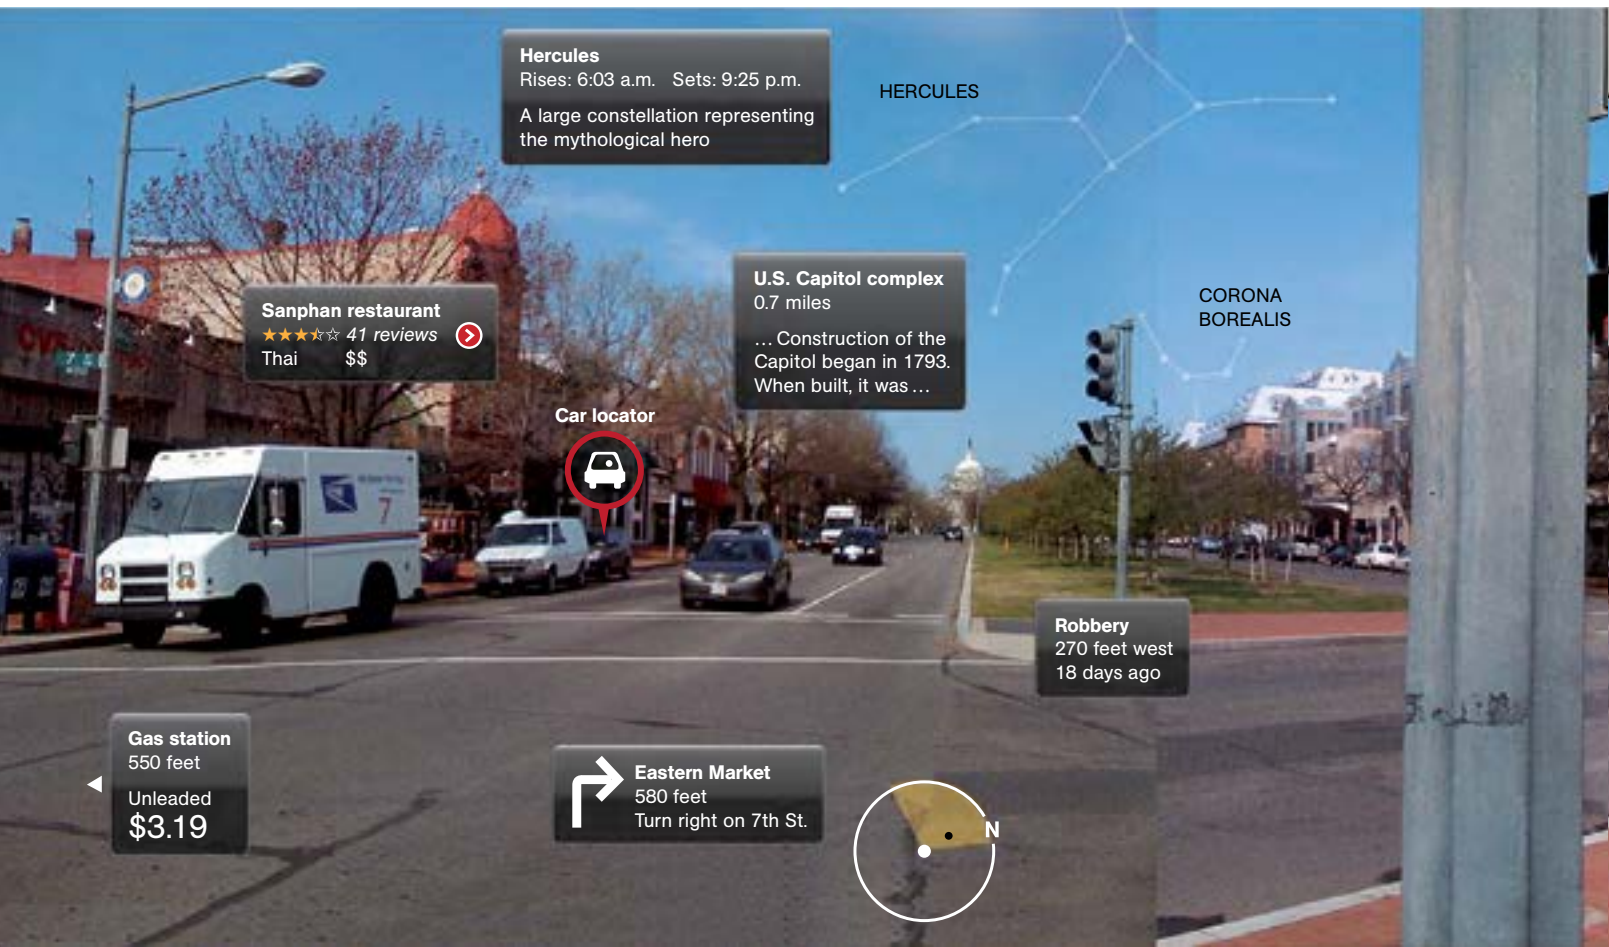 Hercules
Rises: 6:03 a.m. Sets: 9:25 p.m.
A large constellation representing
the mythological hero
HERCULES
U.S. Capitol complex
0.7 miles
... Construction of the
Capitol began in 1793.
When built, it was ...
CORONA
BOREALIS
Sanphan restaurant
41 reviews
Thai $$
Car locator
7
Robbery
270 feet west
18 days ago
Gas station
550 feet
Unleaded
$3.19
Eastern Market
580 feet
Turn right on 7th St.
N